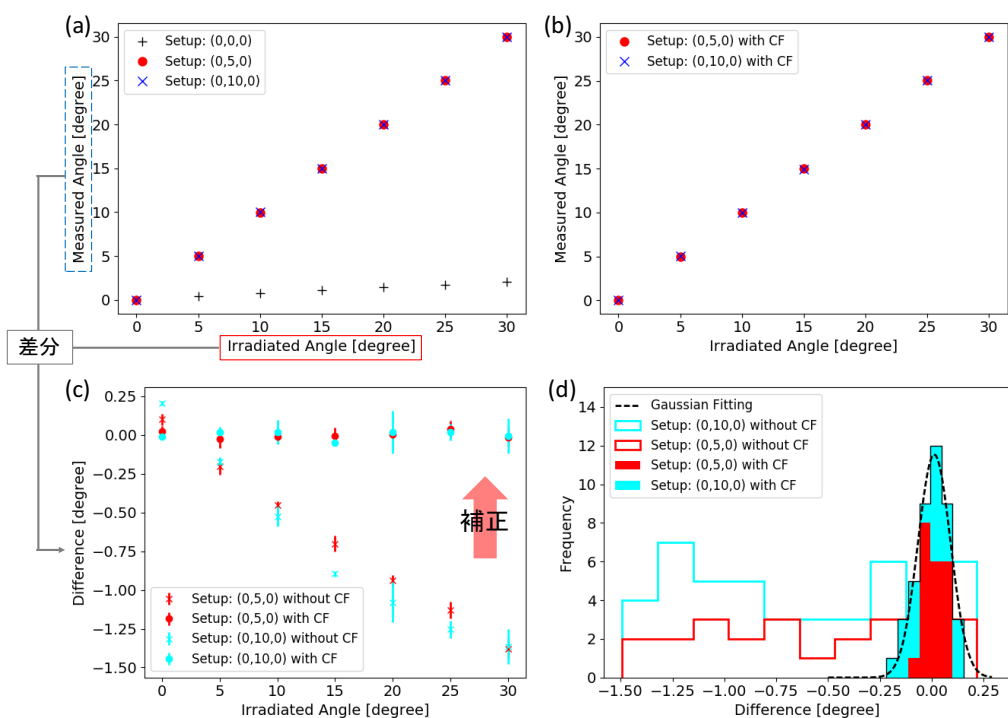 (a)
Setup: (0,0,0)
Setup: (0,5,0)
Setup: (0,10,0)
30
25
20
15
10
5
0
Measured Angle [degree]
0 5 10 15 20 25 30
Irradiated Angle [degree]
(b)
Setup: (0,5,0) with CF
Setup: (0,10,0) with CF
30
25
20
15
10
5
0
Measured Angle [degree]
0 5 10 15 20 25 30
Irradiated Angle [degree]
差分
(c)
0.25
0.00
−0.25
−0.50
−0.75
−1.00
−1.25
−1.50
Difference [degree]
補正
Setup: (0,5,0) without CF
Setup: (0,5,0) with CF
Setup: (0,10,0) without CF
Setup: (0,10,0) with CF
0 5 10 15 20 25 30
Irradiated Angle [degree]
(d)
14
12
10
8
6
4
2
0
Frequency
Gaussian Fitting
Setup: (0,10,0) without CF
Setup: (0,5,0) without CF
Setup: (0,5,0) with CF
Setup: (0,10,0) with CF
−1.50 −1.25 −1.00 −0.75 −0.50 −0.25 0.00 0.25
Difference [degree]